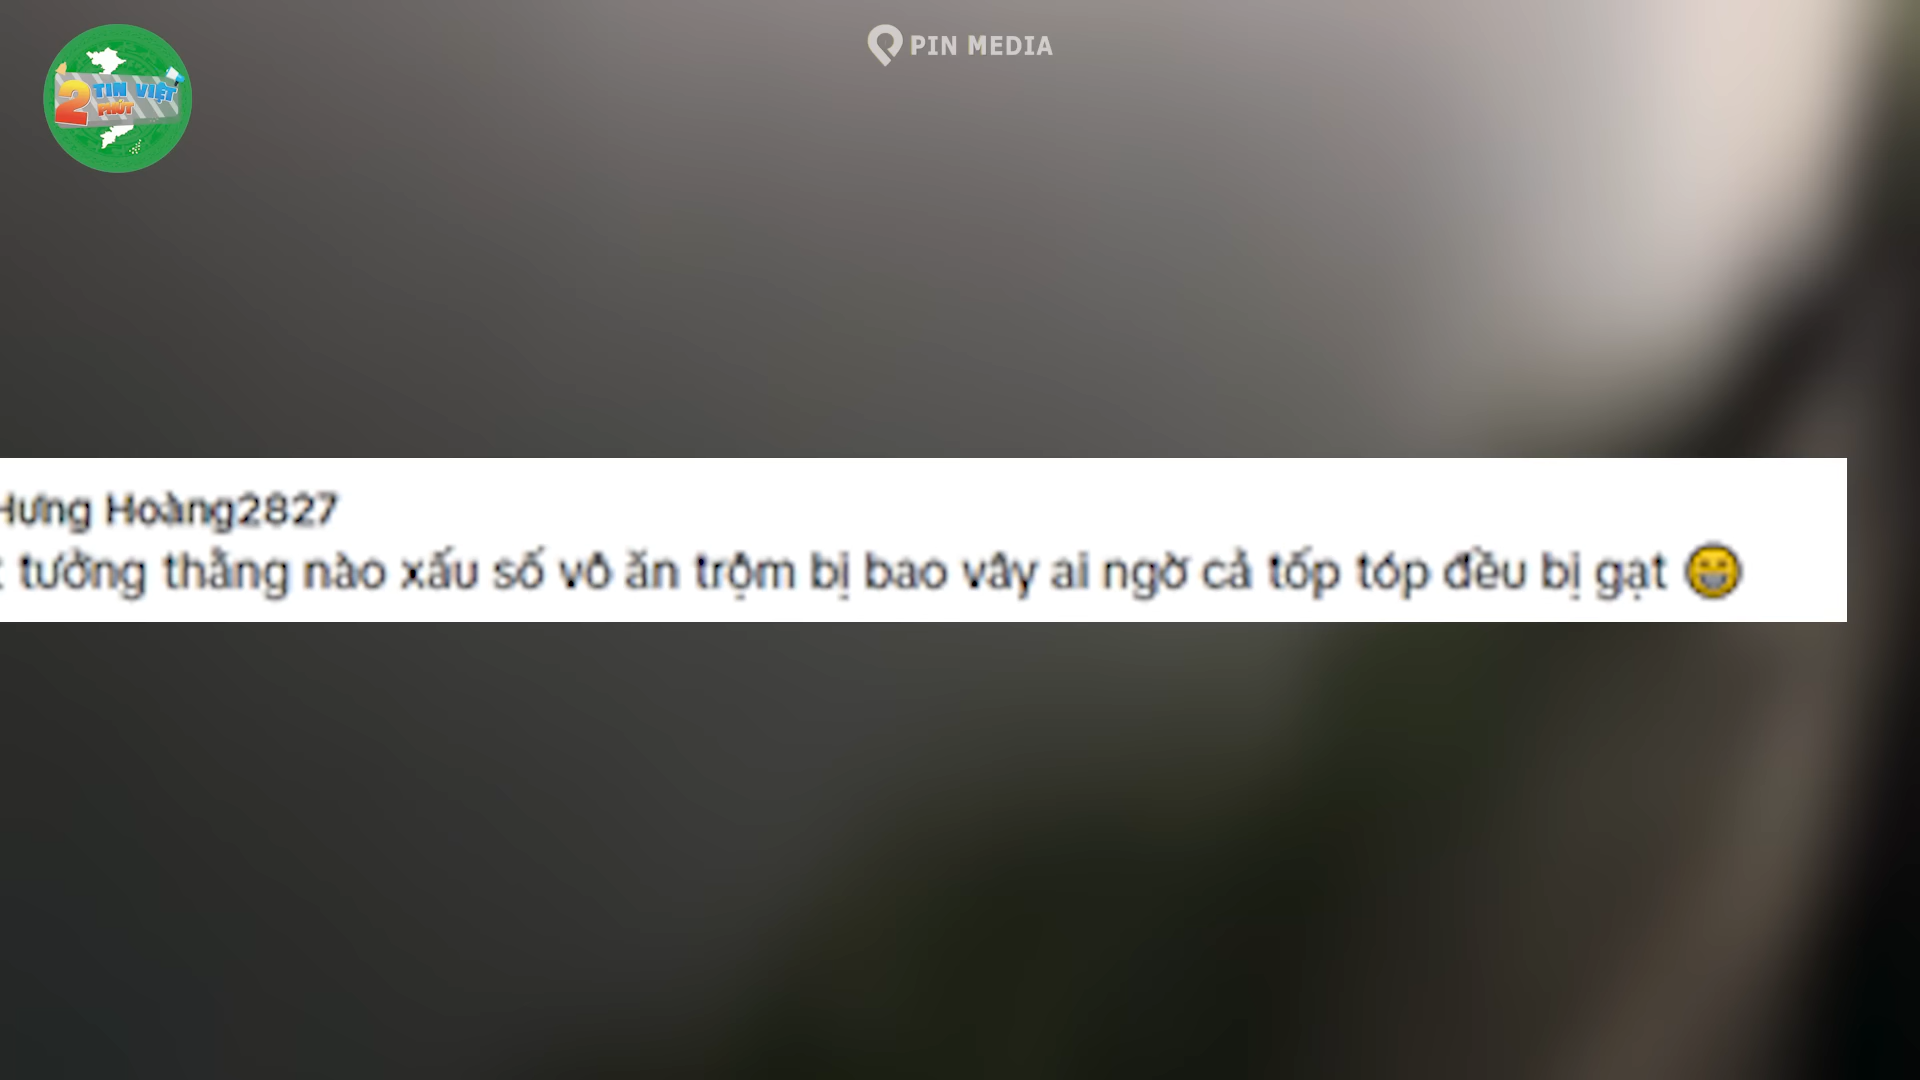 PIN MEDIA
2 TIN VIỆT
PHÚT
Hưng Hoàng2827
tưởng thằng nào xấu số vô ăn trộm bị bao vây ai ngờ cả tốp tóp đều bị gạt 😄